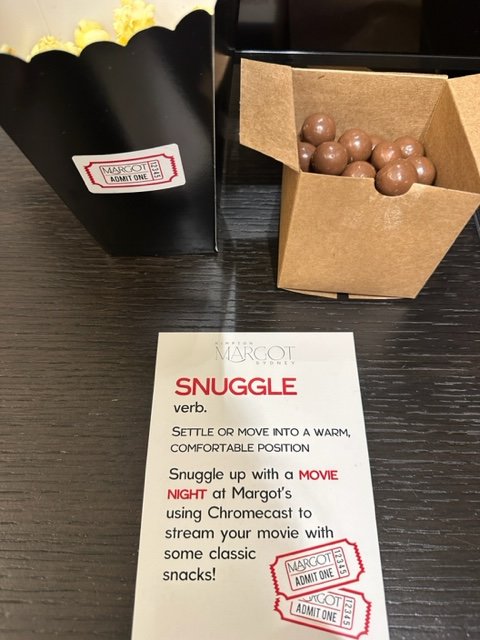 MARGOT
ADMIT ONE
12345
KIMPTON
MARGOT
SYDNEY
SNUGGLE
verb.
SETTLE OR MOVE INTO A WARM,
COMFORTABLE POSITION
Snuggle up with a MOVIE
NIGHT at Margot's
using Chromecast to
stream your movie with
some classic
snacks!
MARGOT
ADMIT ONE
12345
MARGOT
ADMIT ONE
12345